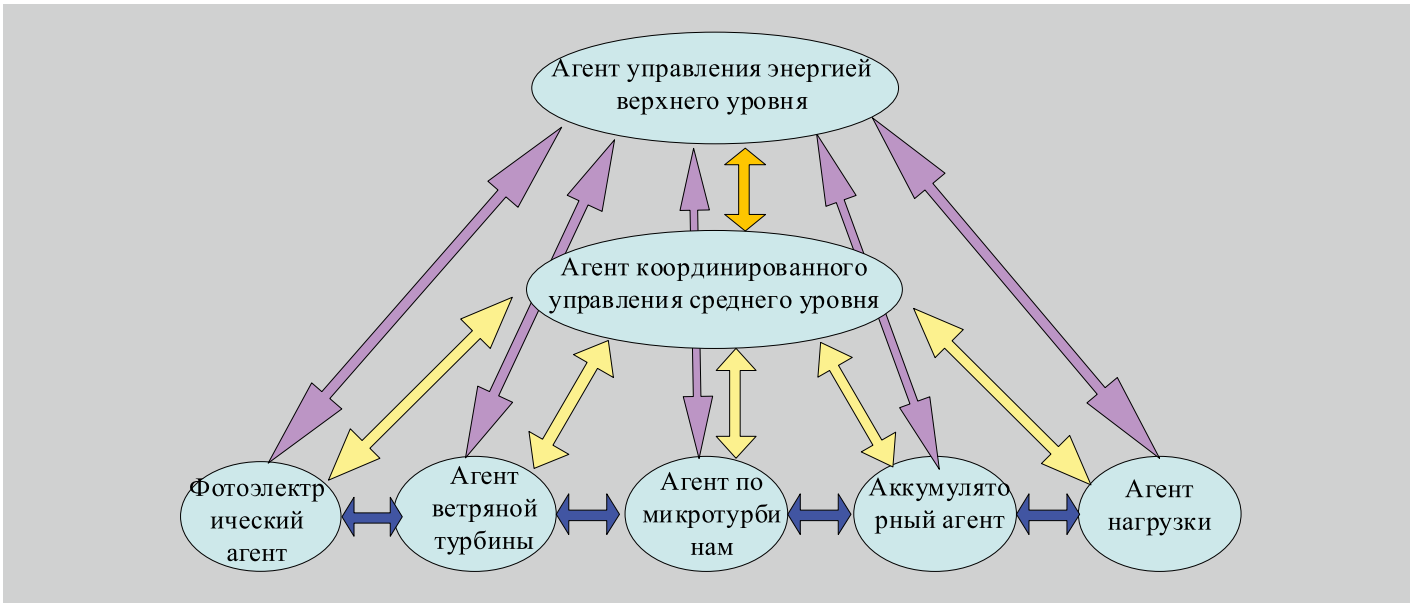 Агент управления энергией
верхнего уровня
Агент координированного
управления среднего уровня
Фотоэлектр
ический
агент
Агент
ветряной
турбины
Агент по
микротурби
нам
Аккумулято
рный агент
Агент
нагрузки